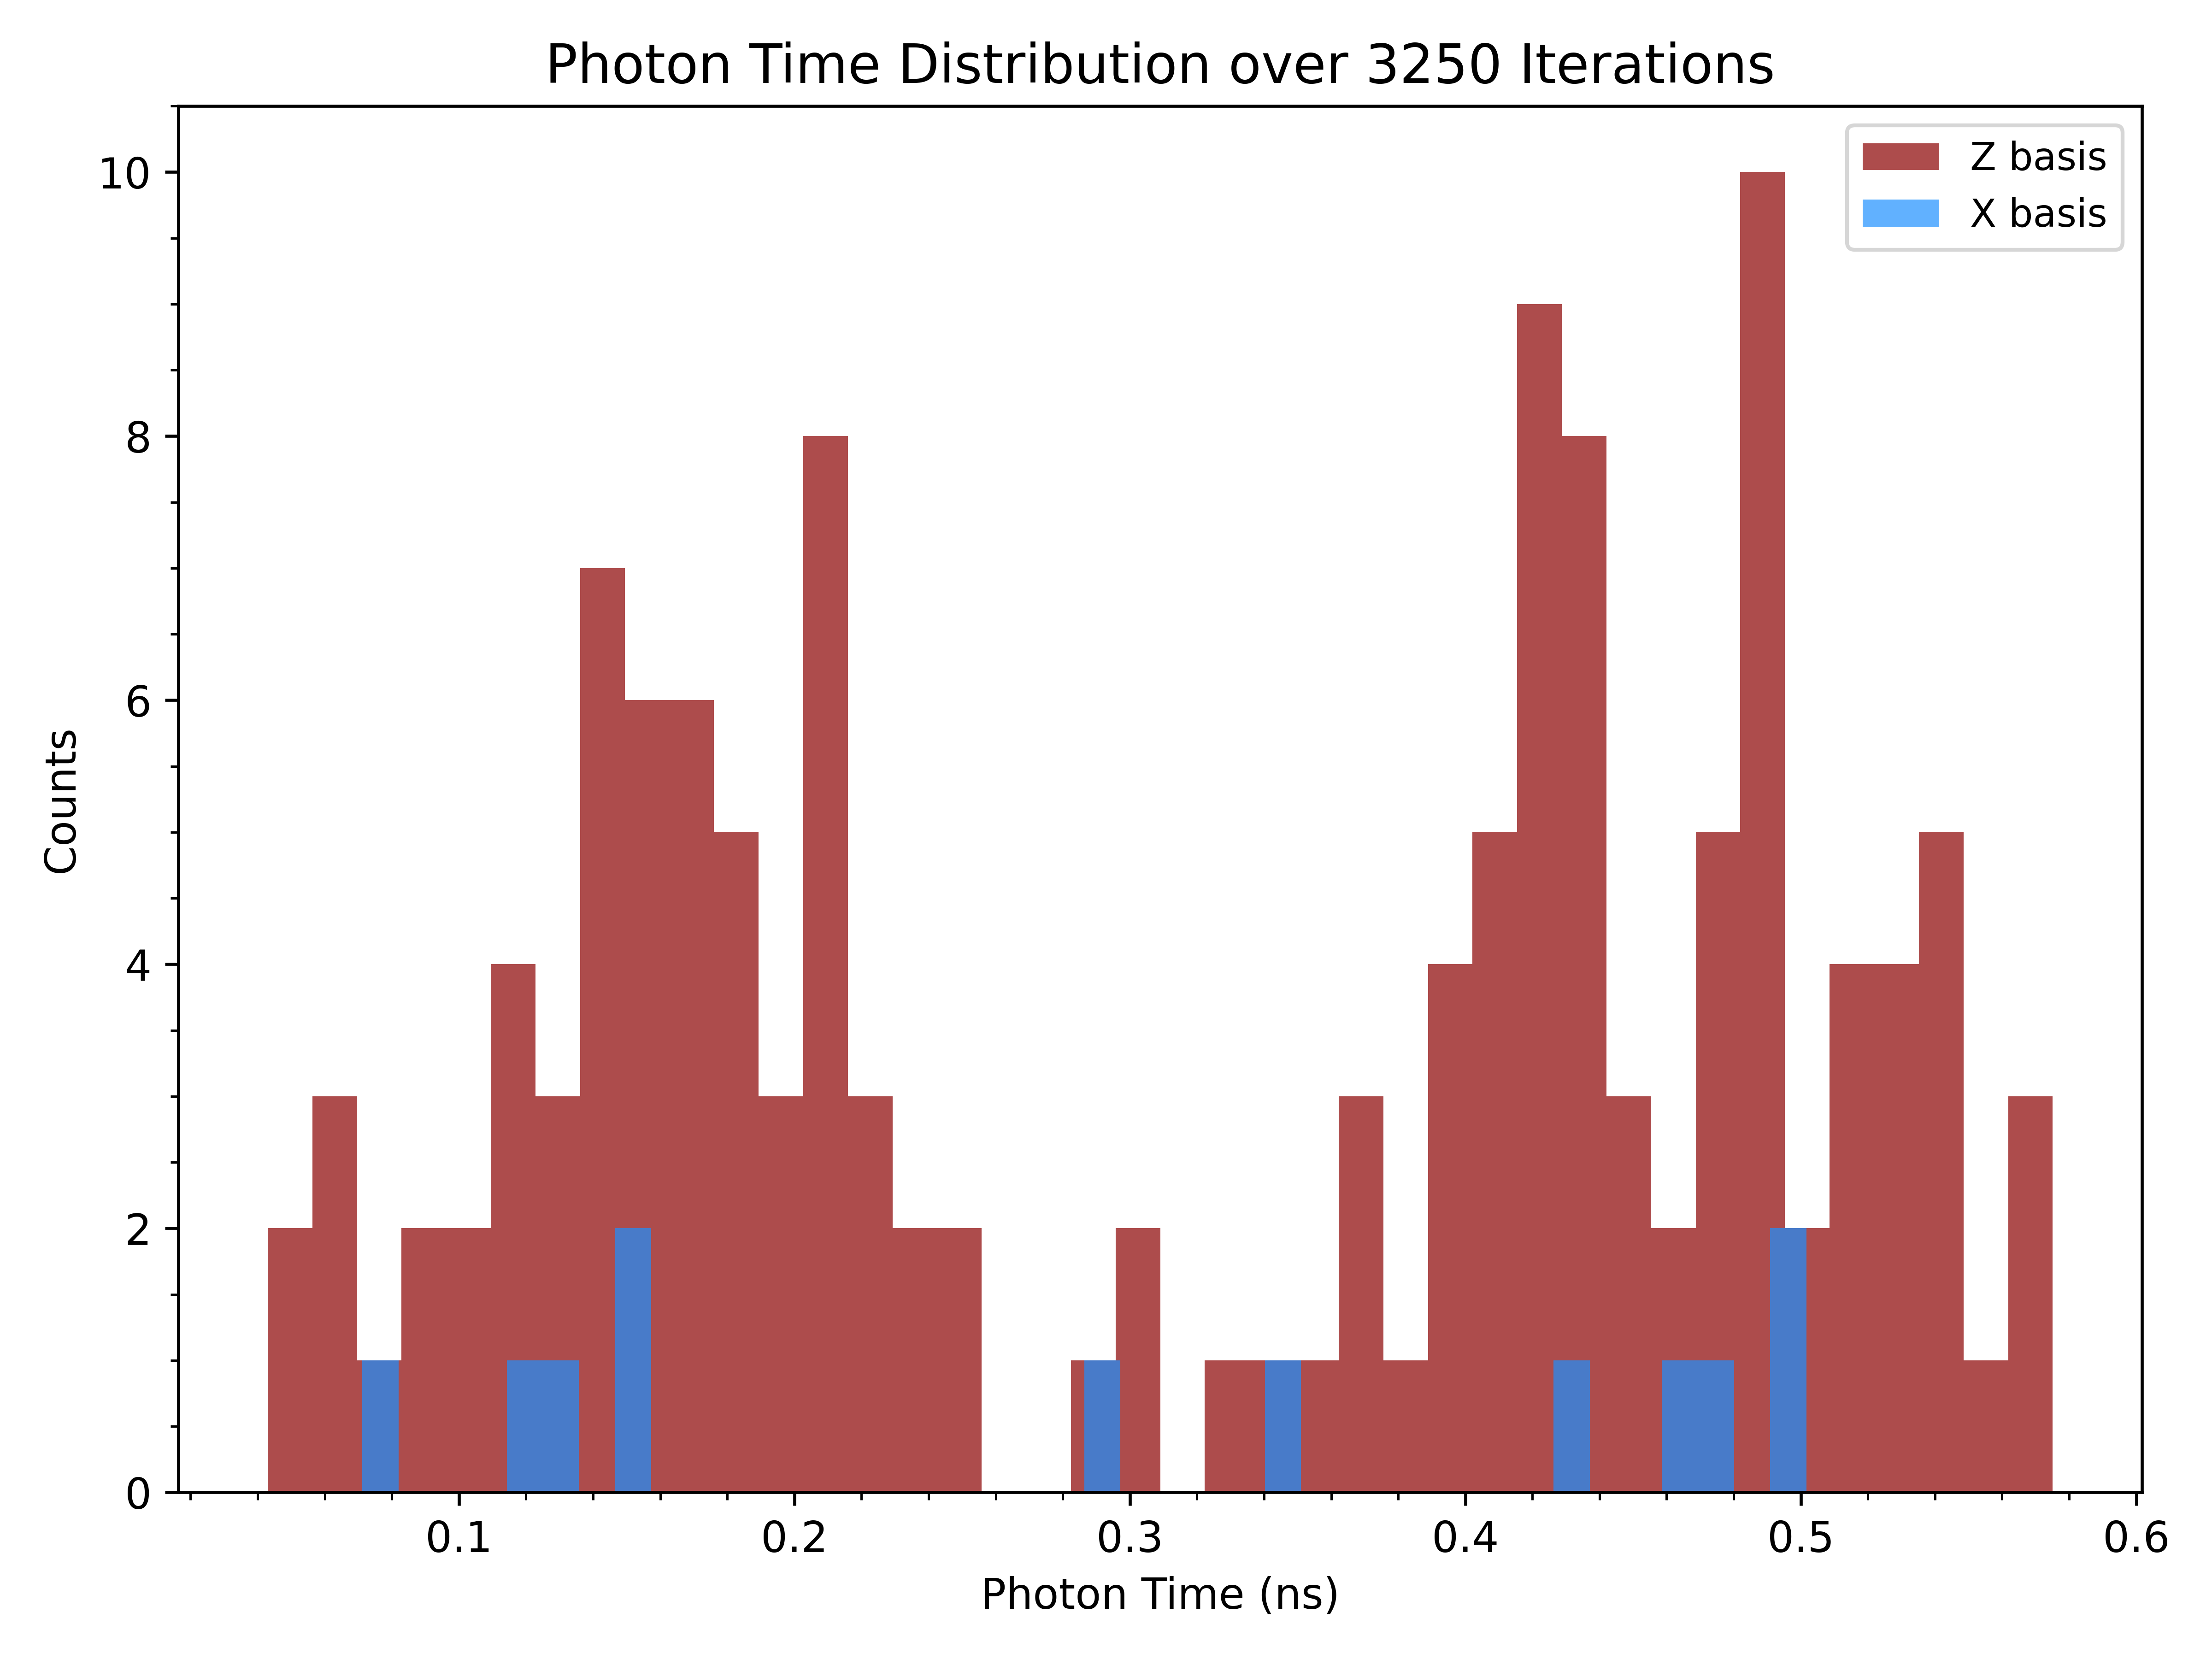 Photon Time Distribution over 3250 Iterations
Z basis
X basis
10
8
6
4
2
0
Counts
0.1 0.2 0.3 0.4 0.5 0.6
Photon Time (ns)